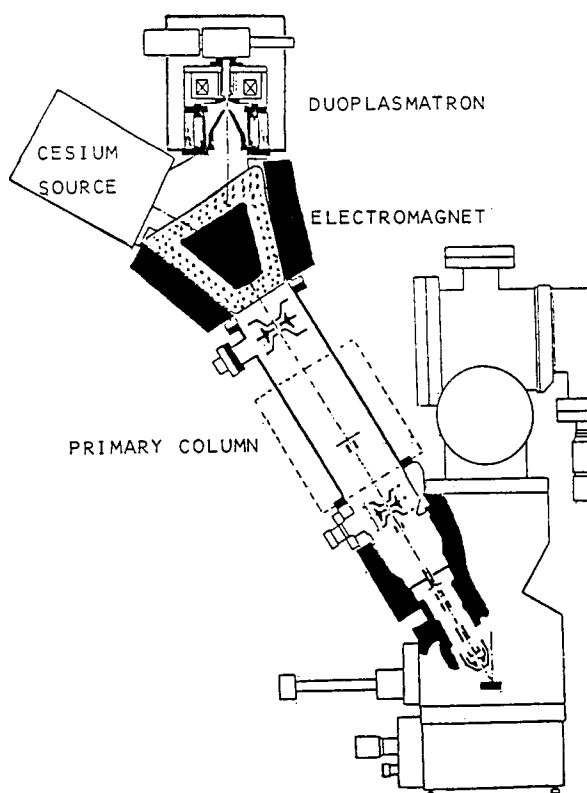 DUOPLASMATRON
CESIUM
SOURCE
ELECTROMAGNET
PRIMARY COLUMN